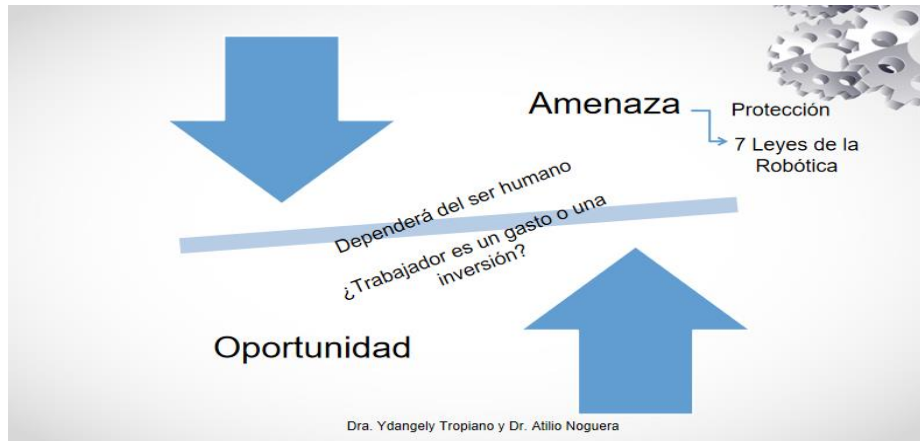 Amenaza
Protección
7 Leyes de la
Robótica
Dependerá del ser humano
¿Trabajador es un gasto o una
inversión?
Oportunidad
Dra. Ydangely Tropiano y Dr. Atilio Noguera